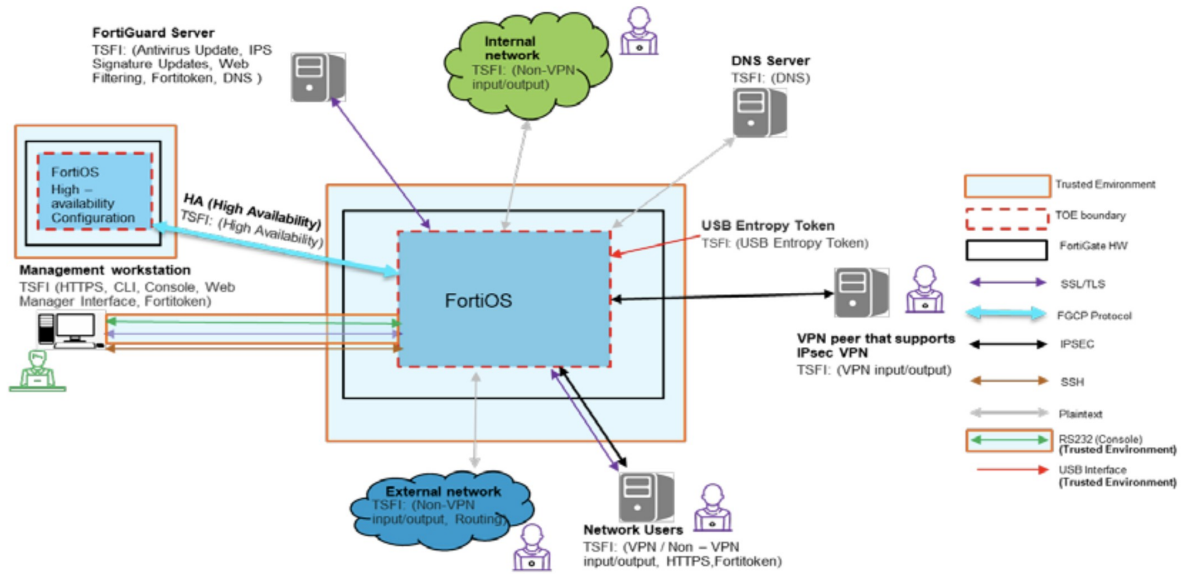 FortiGuard Server
TSFI: (Antivirus Update, IPS
Signature Updates, Web
Filtering, Fortitoken, DNS )
Internal
network
TSFI: (Non-VPN
input/output)
DNS Server
TSFI: (DNS)
FortiOS
High –
availability
Configuration
HA (High Availability)
TSFI: (High Availability)
USB Entropy Token
TSFI: (USB Entropy Token)
Management workstation
TSFI (HTTPS, CLI, Console, Web
Manager Interface, Fortitoken)
FortiOS
VPN peer that supports
IPsec VPN
TSFI: (VPN input/output)
External network
TSFI: (Non-VPN
input/output, Routing)
Network Users
TSFI: (VPN / Non – VPN
input/output, HTTPS,Fortitoken)
Trusted Environment
TOE boundary
FortiGate HW
SSL/TLS
FGCP Protocol
IPSEC
SSH
Plaintext
RS232 (Console)
(Trusted Environment)
USB Interface
(Trusted Environment)